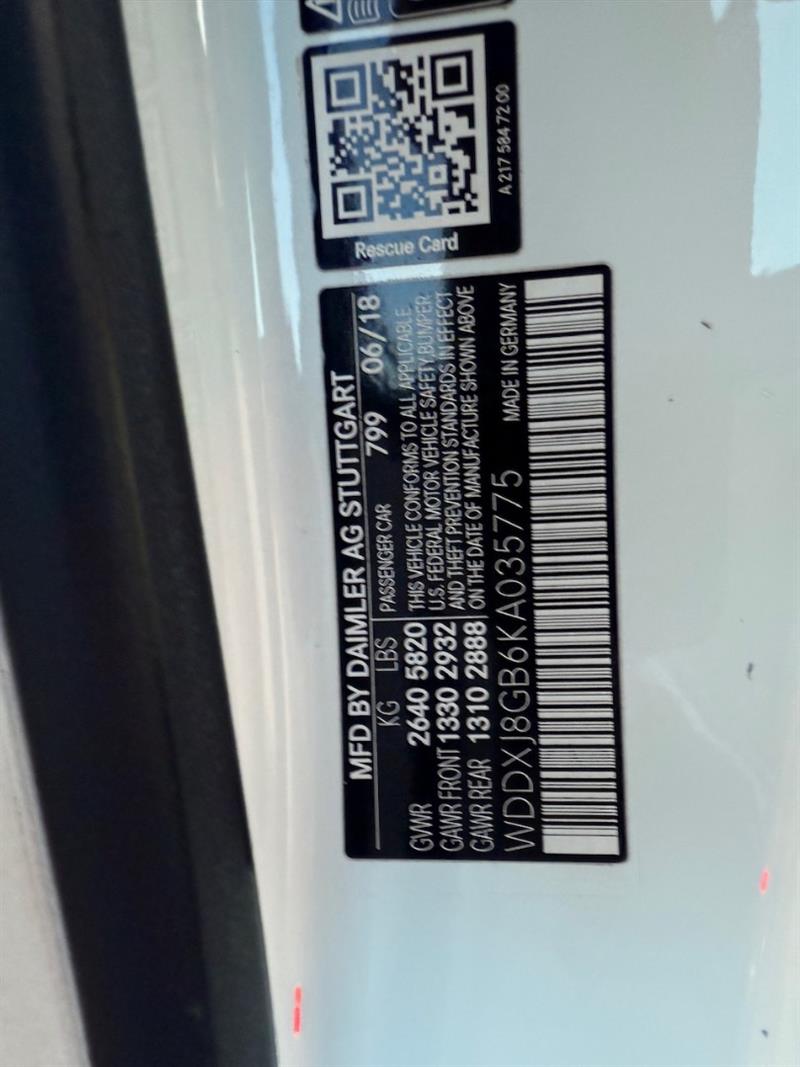 Rescue Card
A 217 584 72 00
MFD BY DAIMLER AG STUTTGART
KG LBS PASSENGER CAR 799 06/18
GVWR 2640 5820 THIS VEHICLE CONFORMS TO ALL APPLICABLE
GAWR FRONT 1330 2932 U.S. FEDERAL MOTOR VEHICLE SAFETY, BUMPER,
GAWR REAR 1310 2888 AND THEFT PREVENTION STANDARDS IN EFFECT
ON THE DATE OF MANUFACTURE SHOWN ABOVE
WDDXJ8GB6KA035775 MADE IN GERMANY